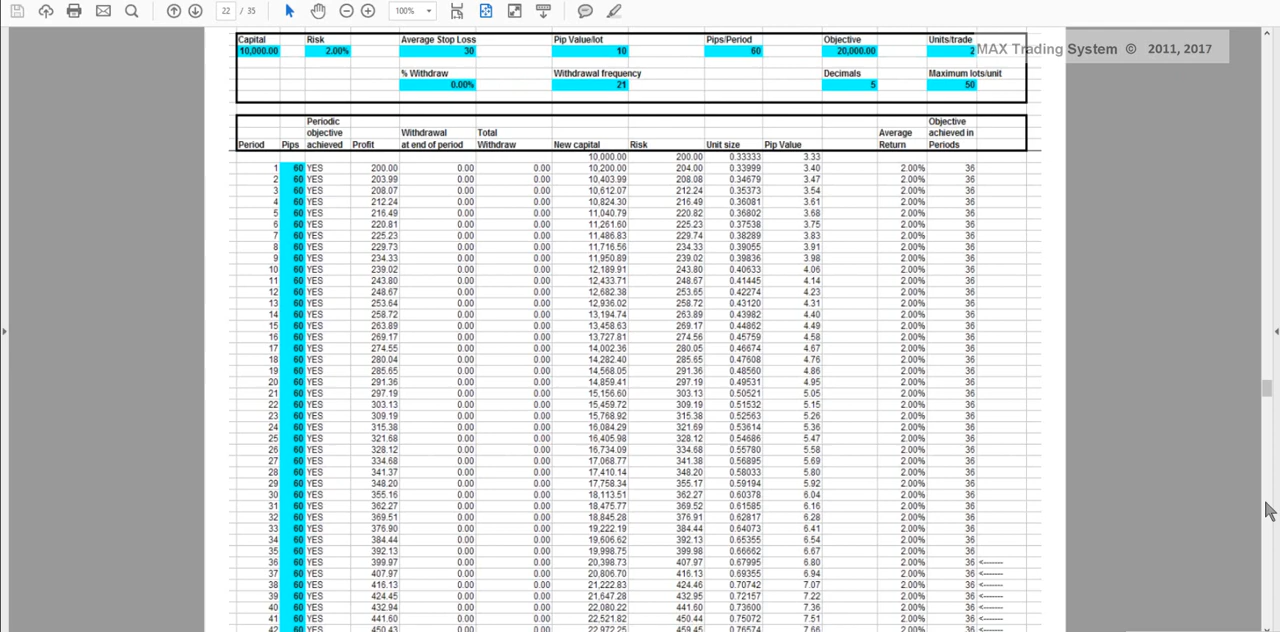 22 / 35 100%
MAX Trading System © 2011, 2017
Capital Risk Average Stop Loss Pip Value/lot Pips/Period Objective Units/trade
10,000.00 2.00% 30 10 60 20,000.00 2
% Withdraw Withdrawal frequency Decimals Maximum lots/unit
0.00% 21 5 50
Periodic Objective
objective Withdrawal Total Average achieved in
Period Pips achieved Profit at end of period Withdraw New capital Risk Unit size Pip Value Return Periods
10,000.00 200.00 0.33333 3.33
1 60 YES 200.00 0.00 0.00 10,200.00 204.00 0.33999 3.40 2.00% 36
2 60 YES 203.99 0.00 0.00 10,403.99 208.08 0.34679 3.47 2.00% 36
3 60 YES 208.07 0.00 0.00 10,612.07 212.24 0.35373 3.54 2.00% 36
4 60 YES 212.24 0.00 0.00 10,824.30 216.49 0.36081 3.61 2.00% 36
5 60 YES 216.49 0.00 0.00 11,040.79 220.82 0.36802 3.68 2.00% 36
6 60 YES 220.81 0.00 0.00 11,261.60 225.23 0.37538 3.75 2.00% 36
7 60 YES 225.23 0.00 0.00 11,486.83 229.74 0.38289 3.83 2.00% 36
8 60 YES 229.73 0.00 0.00 11,716.56 234.33 0.39055 3.91 2.00% 36
9 60 YES 234.33 0.00 0.00 11,950.89 239.02 0.39836 3.98 2.00% 36
10 60 YES 239.02 0.00 0.00 12,189.91 243.80 0.40633 4.06 2.00% 36
11 60 YES 243.80 0.00 0.00 12,433.71 248.67 0.41445 4.14 2.00% 36
12 60 YES 248.67 0.00 0.00 12,682.38 253.65 0.42274 4.23 2.00% 36
13 60 YES 253.64 0.00 0.00 12,936.02 258.72 0.43120 4.31 2.00% 36
14 60 YES 258.72 0.00 0.00 13,194.74 263.89 0.43982 4.40 2.00% 36
15 60 YES 263.89 0.00 0.00 13,458.63 269.17 0.44862 4.49 2.00% 36
16 60 YES 269.17 0.00 0.00 13,727.81 274.56 0.45759 4.58 2.00% 36
17 60 YES 274.55 0.00 0.00 14,002.36 280.05 0.46674 4.67 2.00% 36
18 60 YES 280.04 0.00 0.00 14,282.40 285.65 0.47608 4.76 2.00% 36
19 60 YES 285.65 0.00 0.00 14,568.05 291.36 0.48560 4.86 2.00% 36
20 60 YES 291.36 0.00 0.00 14,859.41 297.19 0.49531 4.95 2.00% 36
21 60 YES 297.19 0.00 0.00 15,156.60 303.13 0.50521 5.05 2.00% 36
22 60 YES 303.13 0.00 0.00 15,459.72 309.19 0.51532 5.15 2.00% 36
23 60 YES 309.19 0.00 0.00 15,768.92 315.38 0.52563 5.26 2.00% 36
24 60 YES 315.38 0.00 0.00 16,084.29 321.69 0.53614 5.36 2.00% 36
25 60 YES 321.68 0.00 0.00 16,405.98 328.12 0.54686 5.47 2.00% 36
26 60 YES 328.12 0.00 0.00 16,734.09 334.68 0.55780 5.58 2.00% 36
27 60 YES 334.68 0.00 0.00 17,068.77 341.38 0.56895 5.69 2.00% 36
28 60 YES 341.37 0.00 0.00 17,410.14 348.20 0.58033 5.80 2.00% 36
29 60 YES 348.20 0.00 0.00 17,758.34 355.17 0.59194 5.92 2.00% 36
30 60 YES 355.16 0.00 0.00 18,113.51 362.27 0.60378 6.04 2.00% 36
31 60 YES 362.27 0.00 0.00 18,475.77 369.52 0.61585 6.16 2.00% 36
32 60 YES 369.51 0.00 0.00 18,845.28 376.91 0.62817 6.28 2.00% 36
33 60 YES 376.90 0.00 0.00 19,222.19 384.44 0.64073 6.41 2.00% 36
34 60 YES 384.44 0.00 0.00 19,606.62 392.13 0.65355 6.54 2.00% 36
35 60 YES 392.13 0.00 0.00 19,998.75 399.98 0.66662 6.67 2.00% 36
36 60 YES 399.97 0.00 0.00 20,398.73 407.97 0.67995 6.80 2.00% 36 <-------
37 60 YES 407.97 0.00 0.00 20,806.70 416.13 0.69355 6.94 2.00% 36 <-------
38 60 YES 416.13 0.00 0.00 21,222.83 424.46 0.70742 7.07 2.00% 36 <-------
39 60 YES 424.45 0.00 0.00 21,647.28 432.95 0.72157 7.22 2.00% 36 <-------
40 60 YES 432.94 0.00 0.00 22,080.22 441.60 0.73600 7.36 2.00% 36 <-------
41 60 YES 441.60 0.00 0.00 22,521.82 450.44 0.75072 7.51 2.00% 36 <-------
42 60 YES 450.43 0.00 0.00 22,972.25 459.45 0.76574 7.66 2.00% 36 <-------